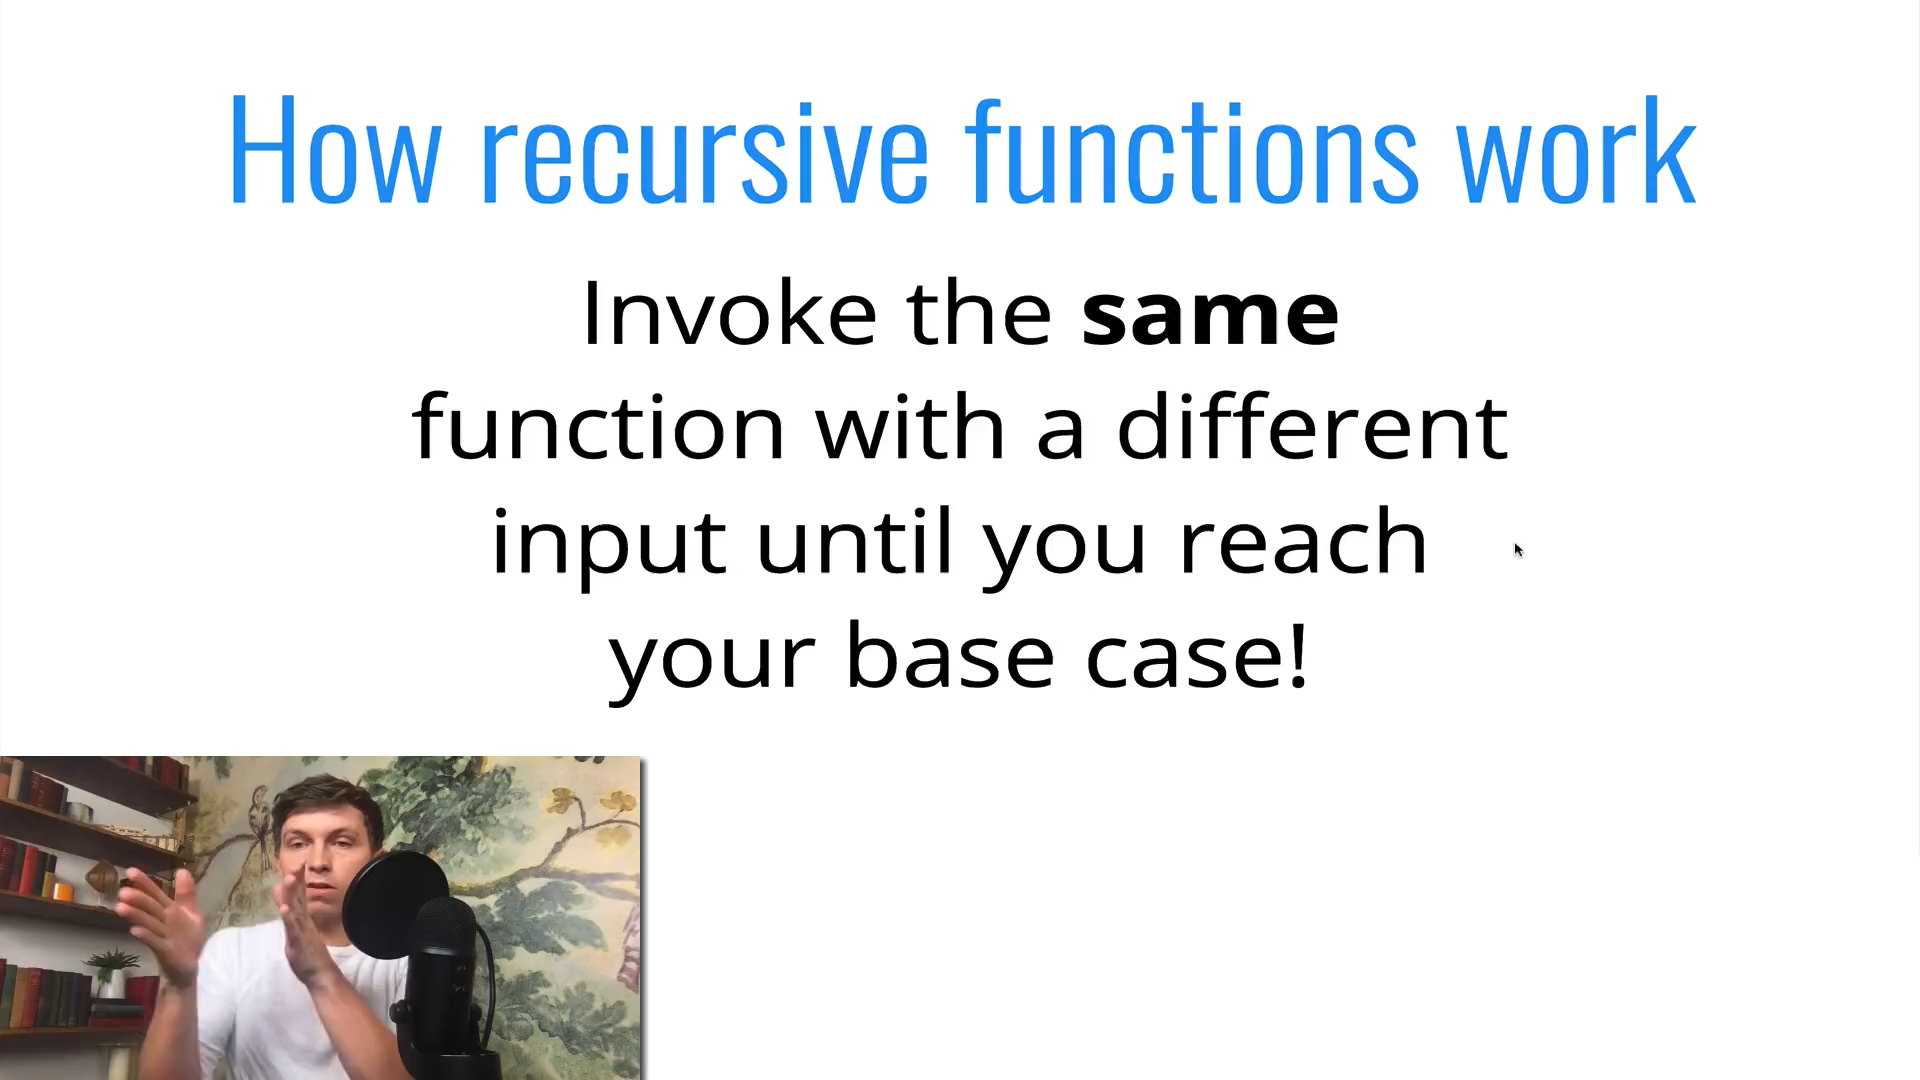 How recursive functions work
Invoke the same
function with a different
input until you reach
your base case!